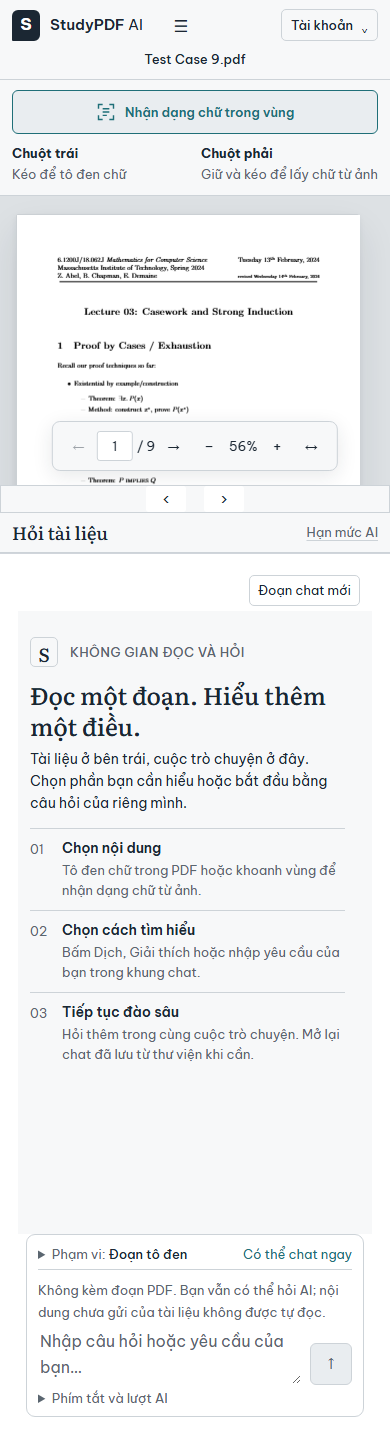 S StudyPDF AI ☰ Tài khoản
Test Case 9.pdf
Nhận dạng chữ trong vùng
Chuột trái
Kéo để tô đen chữ
Chuột phải
Giữ và kéo để lấy chữ từ ảnh
6.1200J/18.062J Mathematics for Computer Science
Massachusetts Institute of Technology, Spring 2024
Z. Abel, B. Chapman, E. Demaine
Tuesday 13th February, 2024
revised Wednesday 14th February, 2024
Lecture 03: Casework and Strong Induction
1 Proof by Cases / Exhaustion
Recall our proof techniques so far:
• Existential by example/construction
– Theorem: ∃x. P(x)
– Method: construct x*, prove P(x*)
← 1 / 9 → − 56% + ↔
– Theorem: P IMPLIES Q
‹ ›
Hỏi tài liệu
Hạn mức AI
Đoạn chat mới
S KHÔNG GIAN ĐỌC VÀ HỎI
Đọc một đoạn. Hiểu thêm
một điều.
Tài liệu ở bên trái, cuộc trò chuyện ở đây.
Chọn phần bạn cần hiểu hoặc bắt đầu bằng
câu hỏi của riêng mình.
01 Chọn nội dung
Tô đen chữ trong PDF hoặc khoanh vùng để
nhận dạng chữ từ ảnh.
02 Chọn cách tìm hiểu
Bấm Dịch, Giải thích hoặc nhập yêu cầu của
bạn trong khung chat.
03 Tiếp tục đào sâu
Hỏi thêm trong cùng cuộc trò chuyện. Mở lại
chat đã lưu từ thư viện khi cần.
▶ Phạm vi: Đoạn tô đen
Có thể chat ngay
Không kèm đoạn PDF. Bạn vẫn có thể hỏi AI; nội
dung chưa gửi của tài liệu không được tự đọc.
Nhập câu hỏi hoặc yêu cầu của
bạn...
↑
▶ Phím tắt và lượt AI